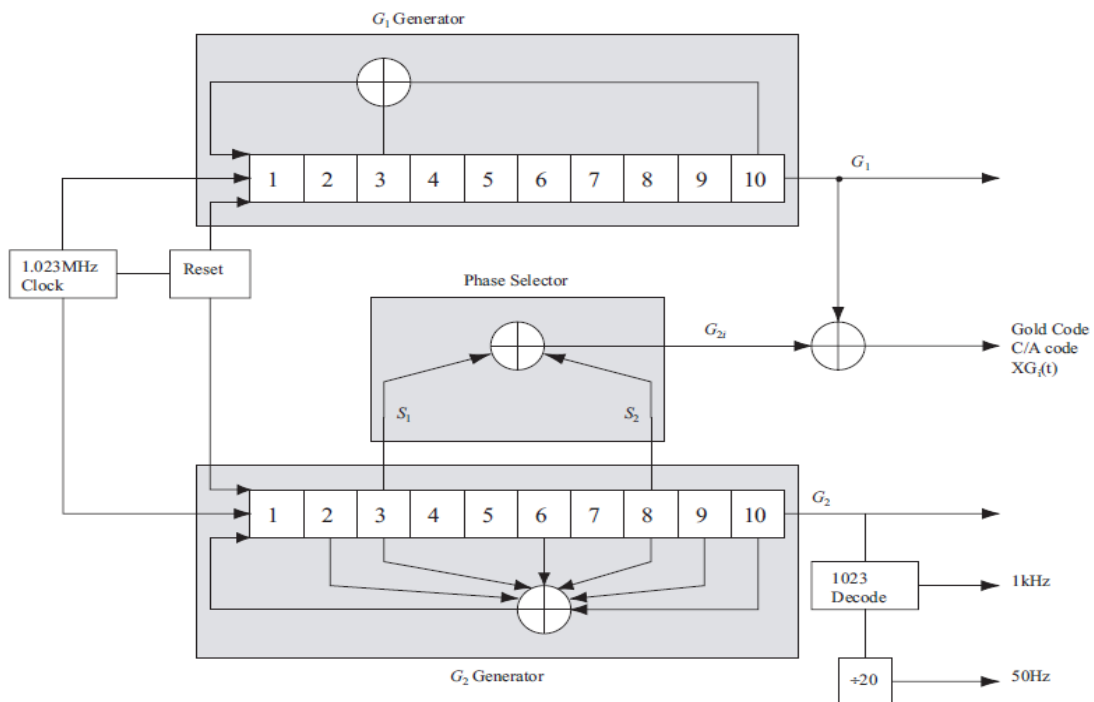 G1 Generator
1 2 3 4 5 6 7 8 9 10
G1
1.023MHz
Clock
Reset
Phase Selector
G2i
Gold Code
C/A code
XGi(t)
S1
S2
1 2 3 4 5 6 7 8 9 10
G2
1023
Decode
1kHz
÷20
50Hz
G2 Generator